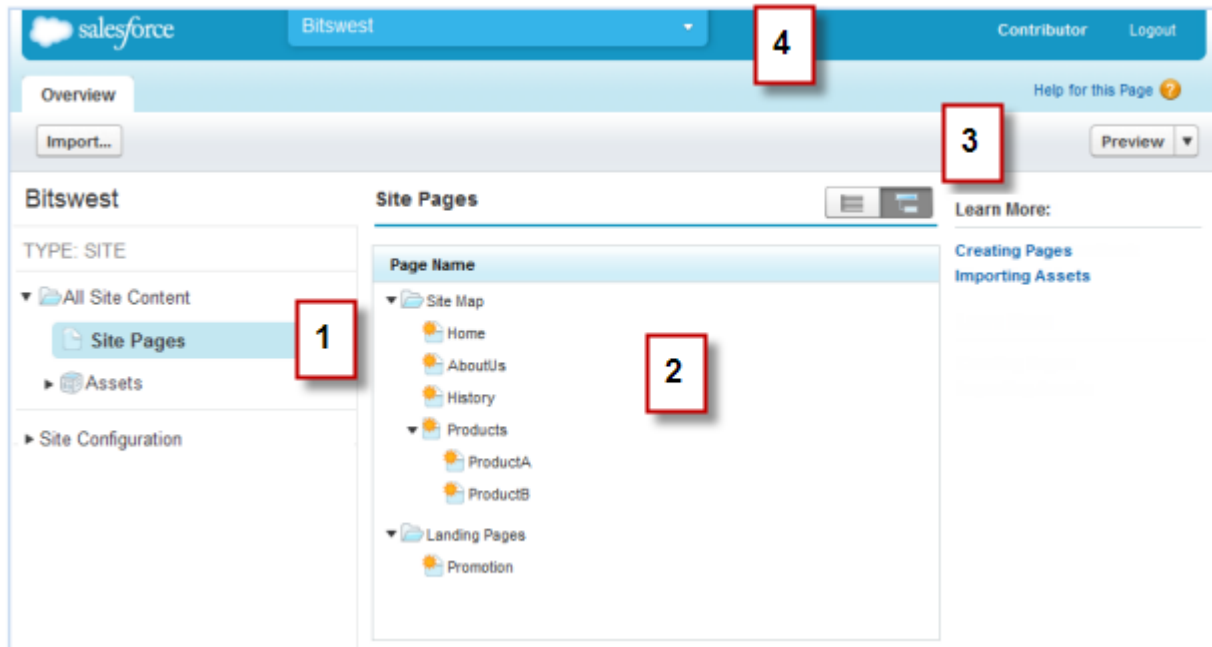 salesforce
Bitswest
4
Contributor
Logout
Overview
Help for this Page ?
Import...
3
Preview
Bitswest
Site Pages
Learn More:
TYPE: SITE
Page Name
Creating Pages
Importing Assets
All Site Content
Site Pages
1
Assets
Site Configuration
Site Map
Home
AboutUs
2
History
Products
ProductA
ProductB
Landing Pages
Promotion